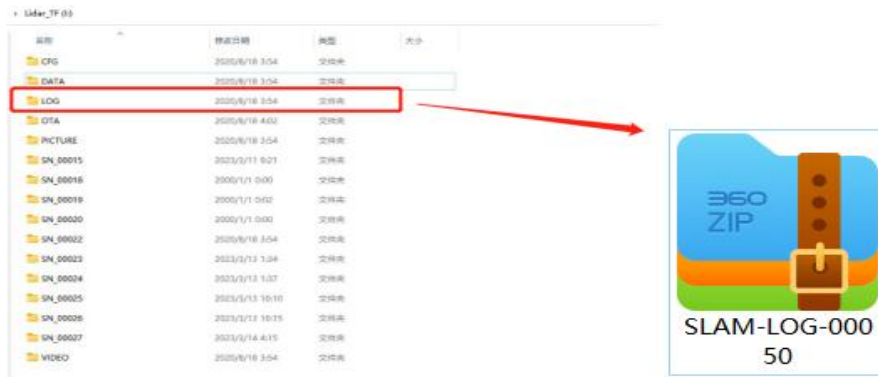 › Lidar_TF (I:)
名称 修改日期 类型 大小
CFG 2020/8/18 3:54 文件夹
DATA 2020/8/18 3:54 文件夹
LOG 2020/8/18 3:54 文件夹
OTA 2020/8/18 4:02 文件夹
PICTURE 2020/8/18 3:54 文件夹
SN_00015 2023/3/11 9:21 文件夹
SN_00018 2000/1/1 0:00 文件夹
SN_00019 2000/1/1 0:02 文件夹
SN_00020 2000/1/1 0:00 文件夹
SN_00022 2020/8/18 3:54 文件夹
SN_00023 2023/3/13 1:34 文件夹
SN_00024 2023/3/13 1:37 文件夹
SN_00025 2023/3/13 10:10 文件夹
SN_00026 2023/3/13 10:15 文件夹
SN_00027 2023/3/14 4:15 文件夹
VIDEO 2020/8/18 3:54 文件夹
360
ZIP
SLAM-LOG-000
50